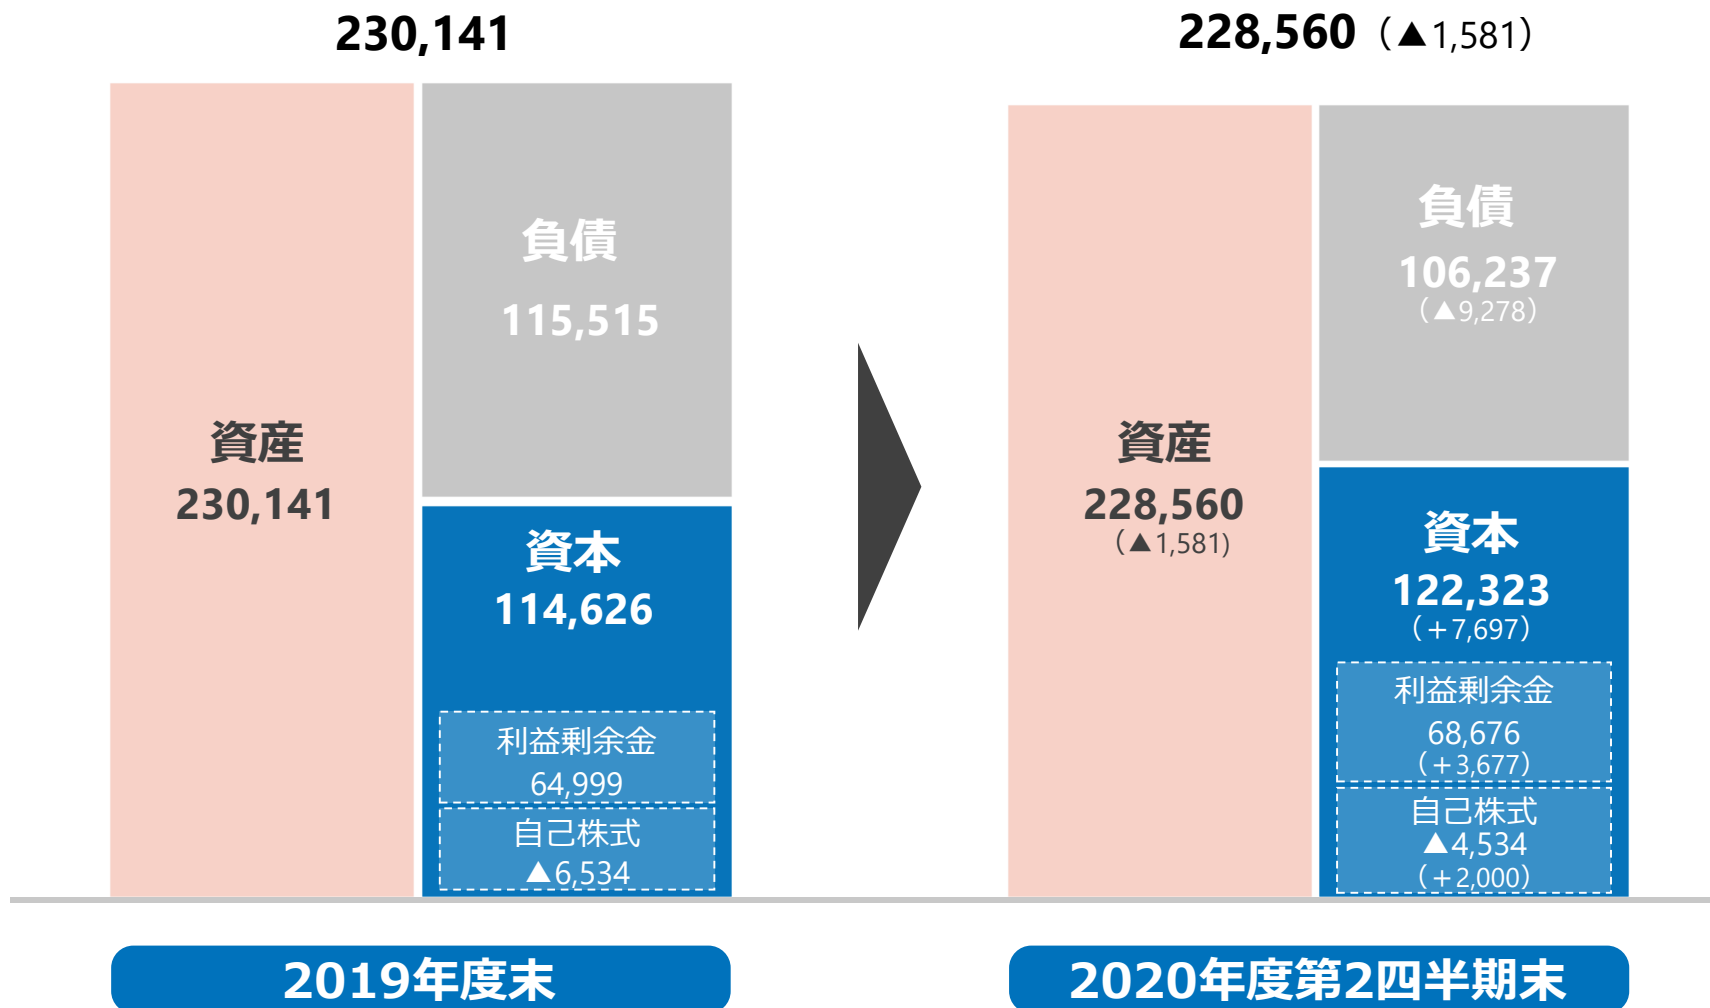 230,141
資産
230,141
負債
115,515
資本
114,626
利益剰余金
64,999
自己株式
▲6,534
2019年度末
228,560（▲1,581）
資産
228,560
（▲1,581)
負債
106,237
（▲9,278）
資本
122,323
（+7,697）
利益剰余金
68,676
（+3,677）
自己株式
▲4,534
（+2,000）
2020年度第2四半期末